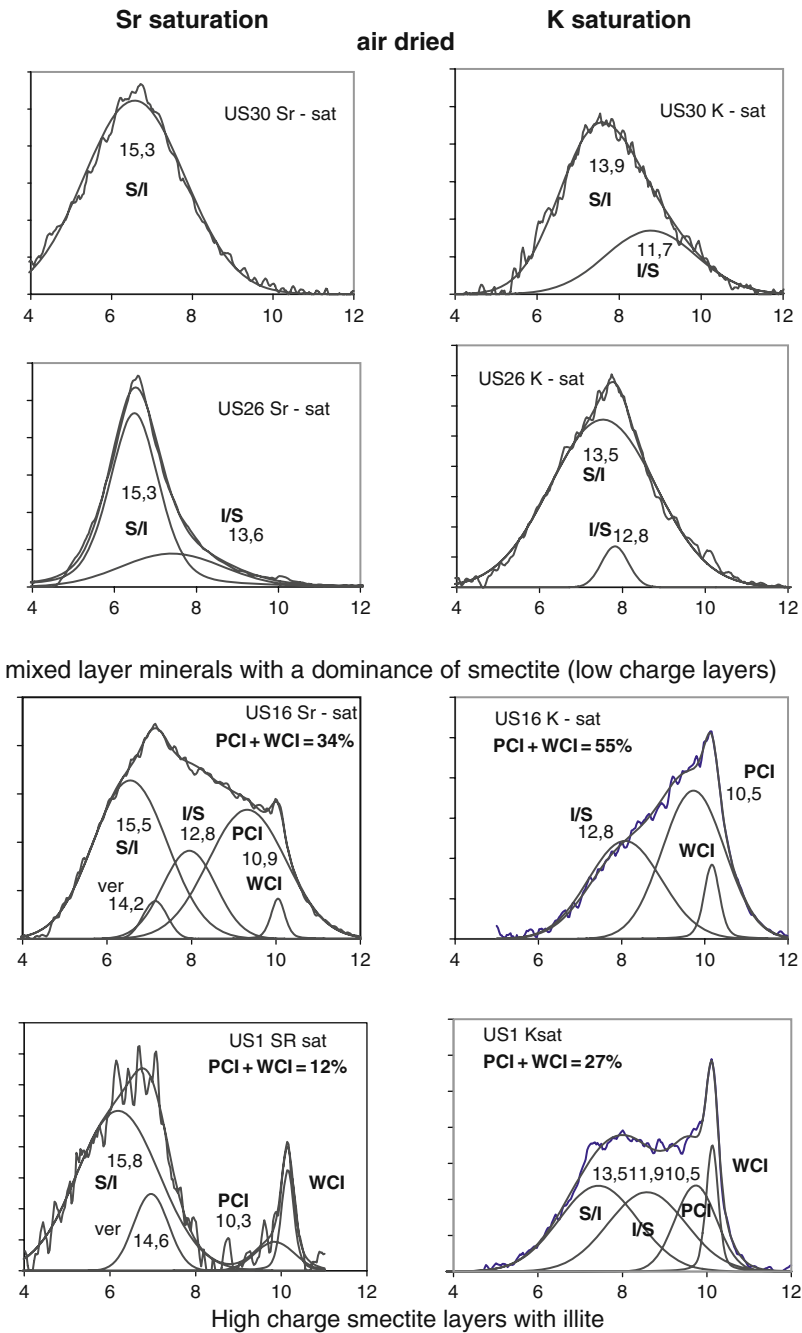 Sr saturation
K saturation
air dried
US30 Sr - sat
15,3
S/I
4 6 8 10 12
US30 K - sat
13,9
S/I
11,7
I/S
4 6 8 10 12
US26 Sr - sat
15,3
S/I
I/S
13,6
4 6 8 10 12
US26 K - sat
13,5
S/I
I/S 12,8
4 6 8 10 12
mixed layer minerals with a dominance of smectite (low charge layers)
US16 Sr - sat
PCI + WCI = 34%
15,5
S/I
I/S
12,8
PCI
10,9
WCI
ver
14,2
4 6 8 10 12
US16 K - sat
PCI + WCI = 55%
PCI
10,5
I/S
12,8
WCI
4 6 8 10 12
US1 SR sat
PCI + WCI = 12%
15,8
S/I
WCI
PCI
10,3
ver
14,6
4 6 8 10 12
US1 Ksat
PCI + WCI = 27%
WCI
13,5 11,9 10,5
S/I
I/S
PCI
4 6 8 10 12
High charge smectite layers with illite